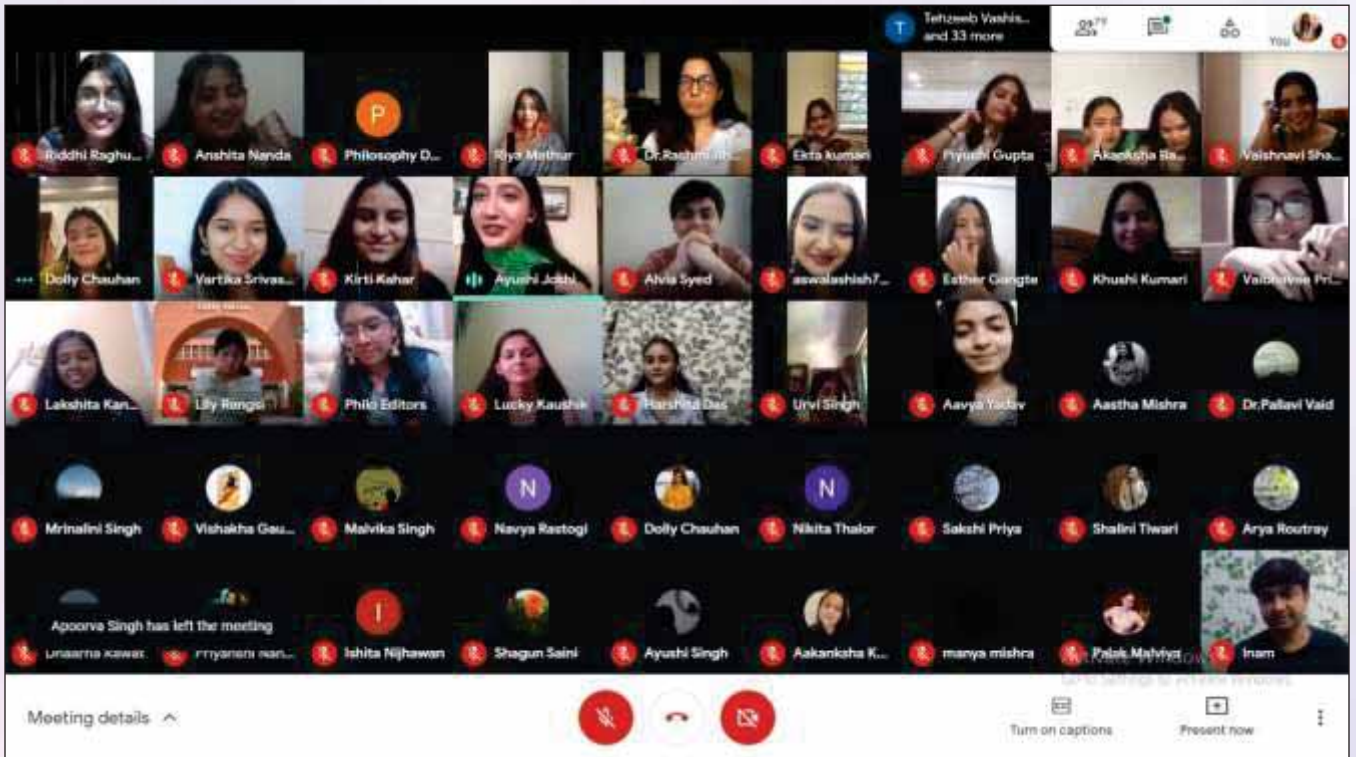 T
Tehzeeb Vashis...
and 33 more
You
Riddhi Raghu...
Anshita Nanda
P
Philosophy D...
Riya Mathur
Ekta kumari
Piyushi Gupta
Akanksha Ba...
Vaishnavi Sha...
Dolly Chauhan
Vartika Srivas...
Kirti Kahar
Ayushi Joshi
Alvia Syed
aswalashish7...
Esther Gangte
Khushi Kumari
Vaibhavee Pri...
Lakshita Kan...
Lily Rongsi
Philo Editors
Lucky Kaushik
Harshita Das
Urvi Singh
Aavya Yadav
Aastha Mishra
Dr.Pallavi Vaid
Mrinalini Singh
Vishakha Gau...
Malvika Singh
N
Navya Rastogi
Dolly Chauhan
N
Nikita Thalor
Sakshi Priya
Shalini Tiwari
Arya Routray
Apoorva Singh has left the meeting
I
Ishita Nijhawan
Shagun Saini
Ayushi Singh
Aakanksha K...
manya mishra
Palak Malviya
Inam
Meeting details
Turn on captions
Present now